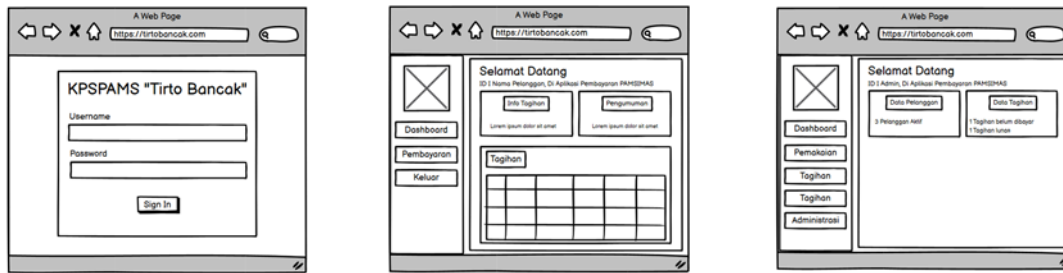 A Web Page
https://tirtobancak.com
KPSPAMS "Tirto Bancak"
Username
Password
Sign In
A Web Page
https://tirtobancak.com
Dashboard
Pembayaran
Keluar
Selamat Datang
ID | Nama Pelanggan, Di Aplikasi Pembayaran PAMSIMAS
Info Tagihan
Lorem ipsum dolor sit amet
Pengumuman
Lorem ipsum dolor sit amet
Tagihan
A Web Page
https://tirtobancak.com
Dashboard
Pemakaian
Tagihan
Tagihan
Administrasi
Selamat Datang
ID | Admin, Di Aplikasi Pembayaran PAMSIMAS
Data Pelanggan
3 Pelanggan Aktif
Data Tagihan
1 Tagihan belum dibayar
1 Tagihan lunas